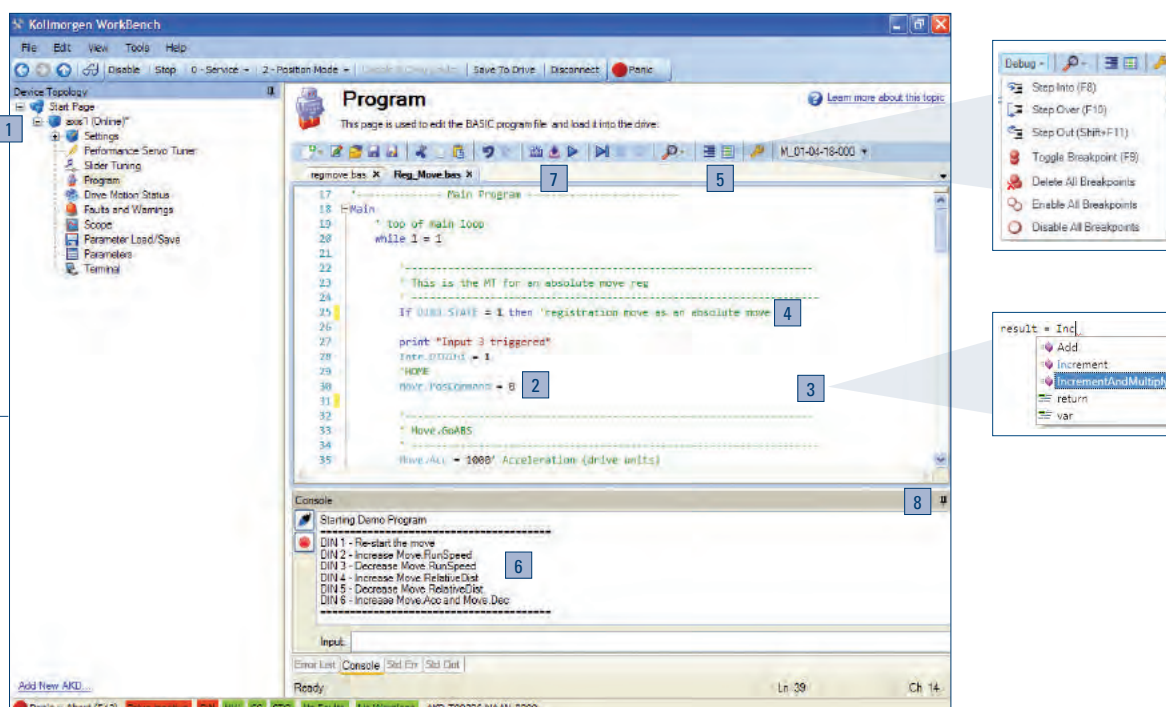 Kollmorgen WorkBench
File Edit View Tools Help
Disable Stop 0 - Service 2 - Position Mode Save To Drive Disconnect Panic
Device Topology
Start Page
1
axis1 (Online)*
Settings
Performance Servo Tuner
Slider Tuning
Program
Drive Motion Status
Faults and Warnings
Scope
Parameter Load/Save
Parameters
Terminal
Add New AKD...
Program
Learn more about this topic
This page is used to edit the BASIC program file and load it into the drive.
M_01-04-18-000
regmove.bas X Reg_Move.bas X
7
5
17 '------------- Main Program -----------------------
18 Main
19 ' top of main loop
20 while 1 = 1
21
22 '------------------------------------------------------------
23 ' This is the MT for an absolute move reg
24 ' ------------------------------------------------------------
25 If DIN3.STATE = 1 then 'registration move as an absolute move
4
26
27 print "Input 3 triggered"
28 = 1
29 'HOME
30 Move.PosCommand = 0
2
3
31
32 '------------------------------------------------------------
33 ' Move.GoABS
34 ' ------------------------------------------------------------
35 Move.Acc = 1000' Acceleration (drive units)
Console
8
Starting Demo Program
========================================
DIN 1 - Re-start the move
DIN 2 - Increase Move.RunSpeed
DIN 3 - Decrease Move.RunSpeed
DIN 4 - Increase Move.RelativeDist
DIN 5 - Decrease Move.RelativeDist
DIN 6 - Increase Move.Acc and Move.Dec
========================================
6
Input:
Error List Console Std Err Std Out
Ready Ln 39 Ch 14
Debug
Step Into (F8)
Step Over (F10)
Step Out (Shift+F11)
Toggle Breakpoint (F9)
Delete All Breakpoints
Enable All Breakpoints
Disable All Breakpoints
result = Inc
Add
Increment
IncrementAndMultiply
return
var